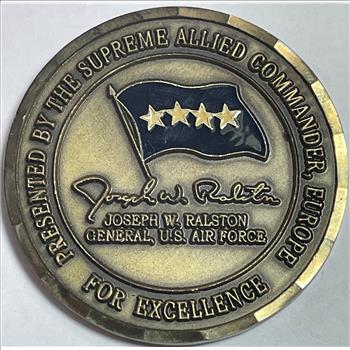 PRESENTED BY THE SUPREME ALLIED COMMANDER, EUROPE
Joseph W. Ralston
JOSEPH W. RALSTON
GENERAL, U.S. AIR FORCE
FOR EXCELLENCE